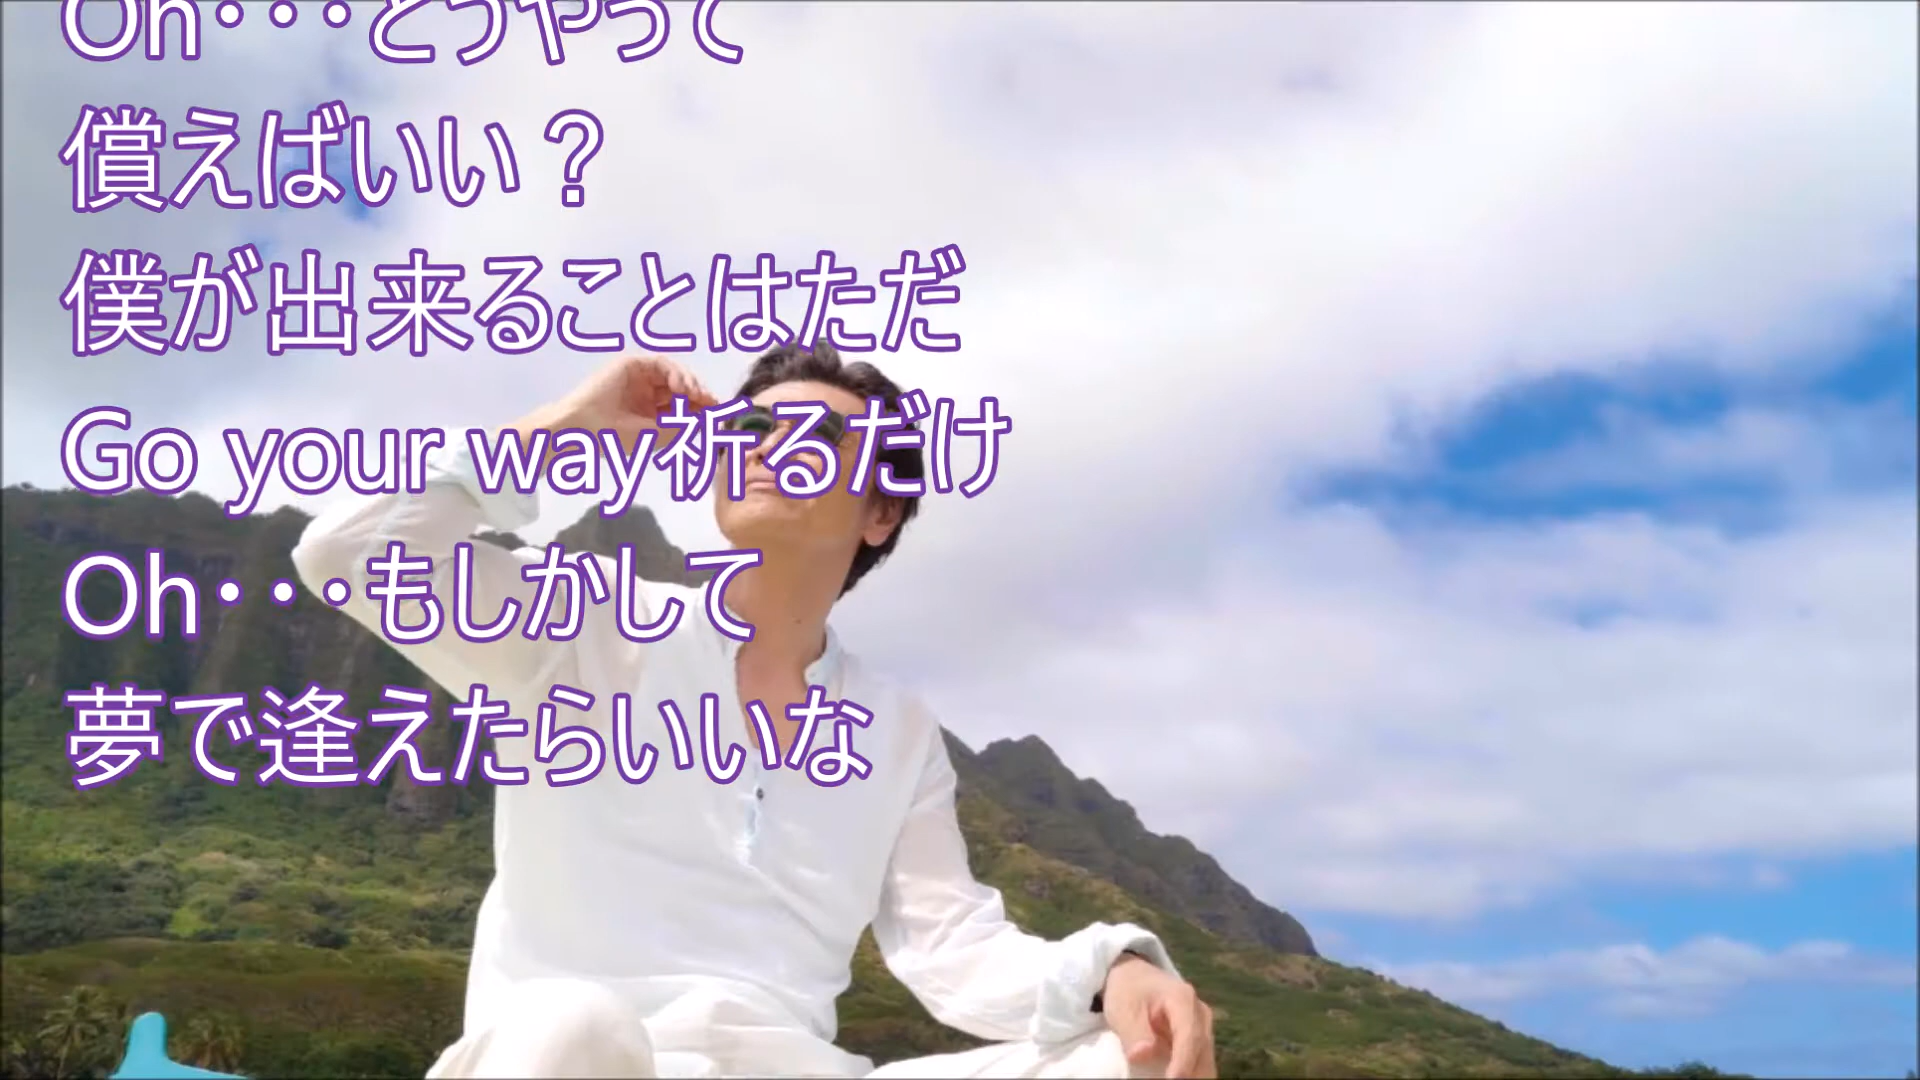 Oh・・・どうやって
償えばいい？
僕が出来ることはただ
Go your way祈るだけ
Oh・・・もしかして
夢で逢えたらいいな